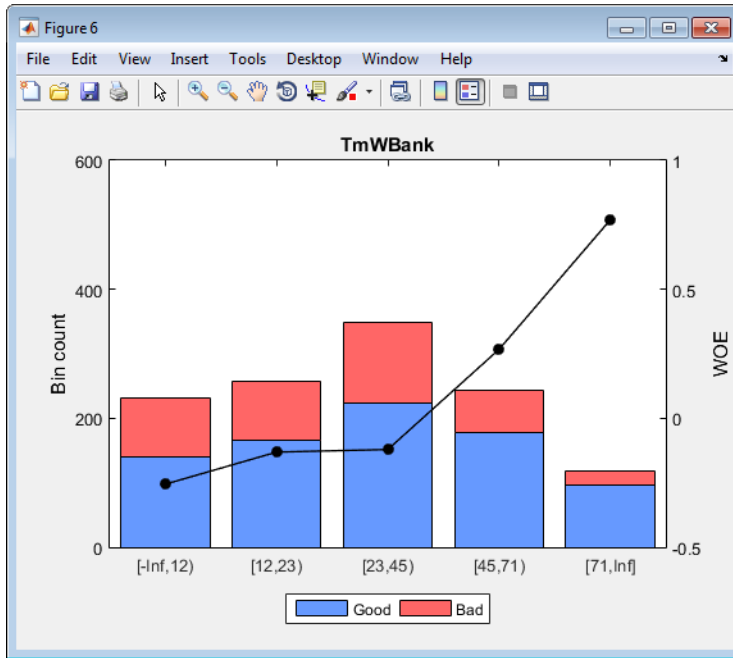 Figure 6
File Edit View Insert Tools Desktop Window Help
TmWBank
600
400
200
0
Bin count
1
0.5
0
-0.5
WOE
[-Inf,12) [12,23) [23,45) [45,71) [71,Inf]
Good Bad